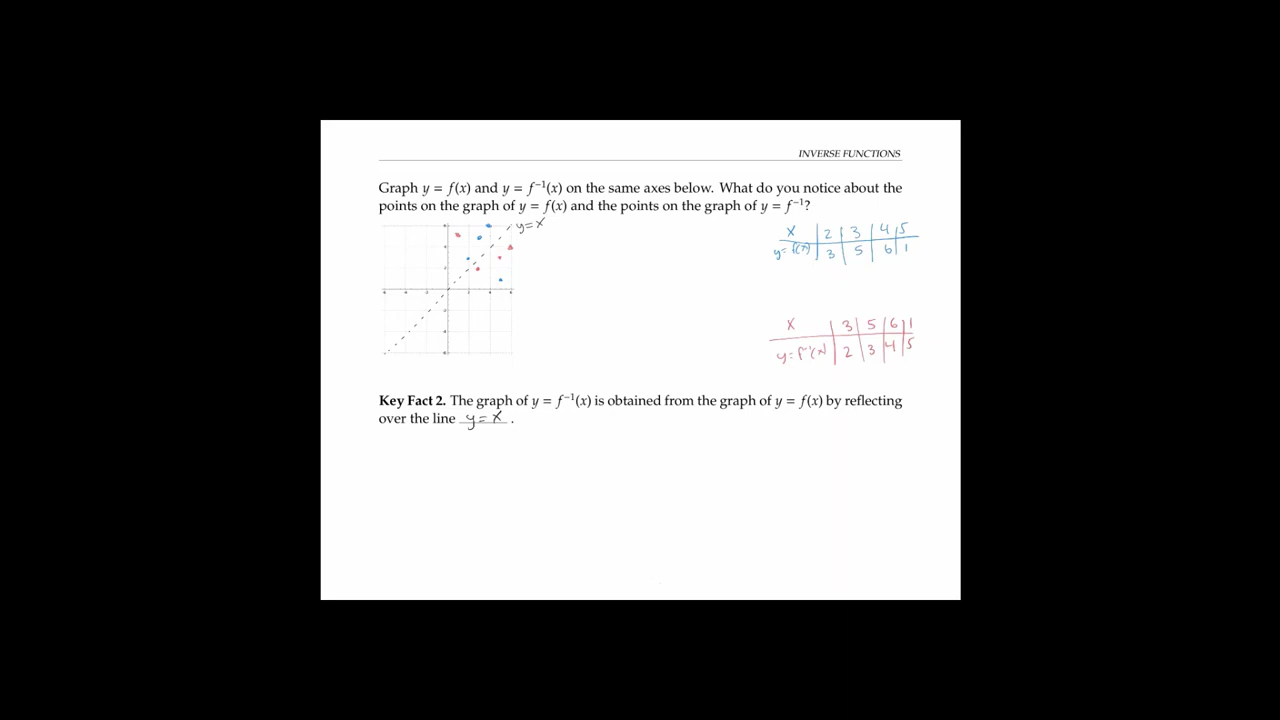 INVERSE FUNCTIONS
Graph y = f(x) and y = f⁻¹(x) on the same axes below. What do you notice about the
points on the graph of y = f(x) and the points on the graph of y = f⁻¹?
y=x
x 2 3 4 5
y=f(x) 3 5 6 1
x 3 5 6 1
y=f⁻¹(x) 2 3 4 5
Key Fact 2. The graph of y = f⁻¹(x) is obtained from the graph of y = f(x) by reflecting
over the line y=x .